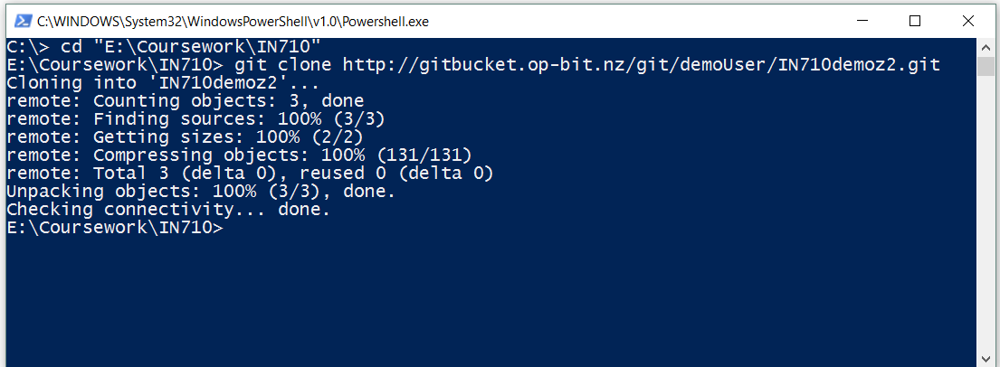 C:\WINDOWS\System32\WindowsPowerShell\v1.0\Powershell.exe
C:\> cd "E:\Coursework\IN710"
E:\Coursework\IN710> git clone http://gitbucket.op-bit.nz/git/demoUser/IN710demoz2.git
Cloning into 'IN710demoz2'...
remote: Counting objects: 3, done
remote: Finding sources: 100% (3/3)
remote: Getting sizes: 100% (2/2)
remote: Compressing objects: 100% (131/131)
remote: Total 3 (delta 0), reused 0 (delta 0)
Unpacking objects: 100% (3/3), done.
Checking connectivity... done.
E:\Coursework\IN710>